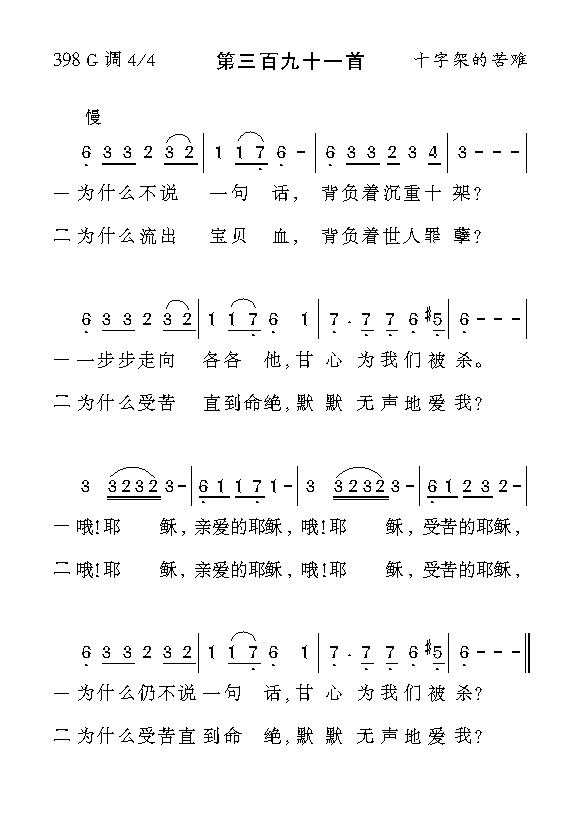 398 G 调 4/4 第三百九十一首 十字架的苦难
慢
6 3 3 2 3 2 | 1 1 7 6 - | 6 3 3 2 3 4 | 3 - - - |
一 为什么不说 一句 话, 背负着沉重十 架?
二 为什么流出 宝贝 血, 背负着世人罪 孽?
6 3 3 2 3 2 | 1 1 7 6 1 | 7 . 7 7 6 #5 | 6 - - - |
一 一步步走向 各各 他,甘 心 为我们被 杀。
二 为什么受苦 直到命绝,默 默 无声地爱 我?
3 3232 3 - | 6 1 1 7 1 - | 3 3232 3 - | 6 1 2 3 2 - |
一 哦!耶 稣, 亲爱的耶稣, 哦!耶 稣, 受苦的耶稣,
二 哦!耶 稣, 亲爱的耶稣, 哦!耶 稣, 受苦的耶稣,
6 3 3 2 3 2 | 1 1 7 6 1 | 7 . 7 7 6 #5 | 6 - - - ‖
一 为什么仍不说 一句 话,甘 心 为我们被 杀?
二 为什么受苦直到命 绝,默 默 无声地爱 我?